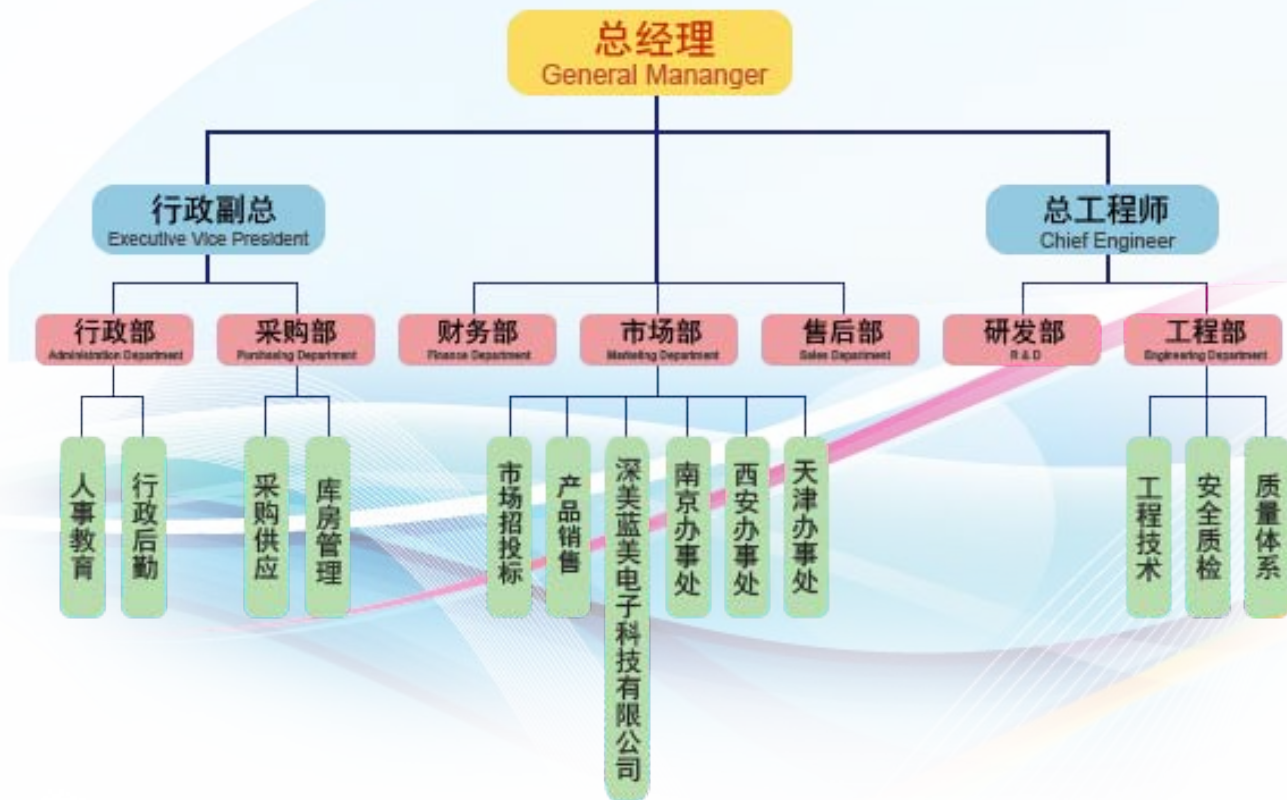 总经理
General Mananger
行政副总
Executive Vice President
总工程师
Chief Engineer
行政部
Administration Department
采购部
Purchasing Department
财务部
Finance Department
市场部
Marketing Department
售后部
Sales Department
研发部
R & D
工程部
Engineering Department
人事教育
行政后勤
采购供应
库房管理
市场招投标
产品销售
深美蓝美电子科技有限公司
南京办事处
西安办事处
天津办事处
工程技术
安全质检
质量体系